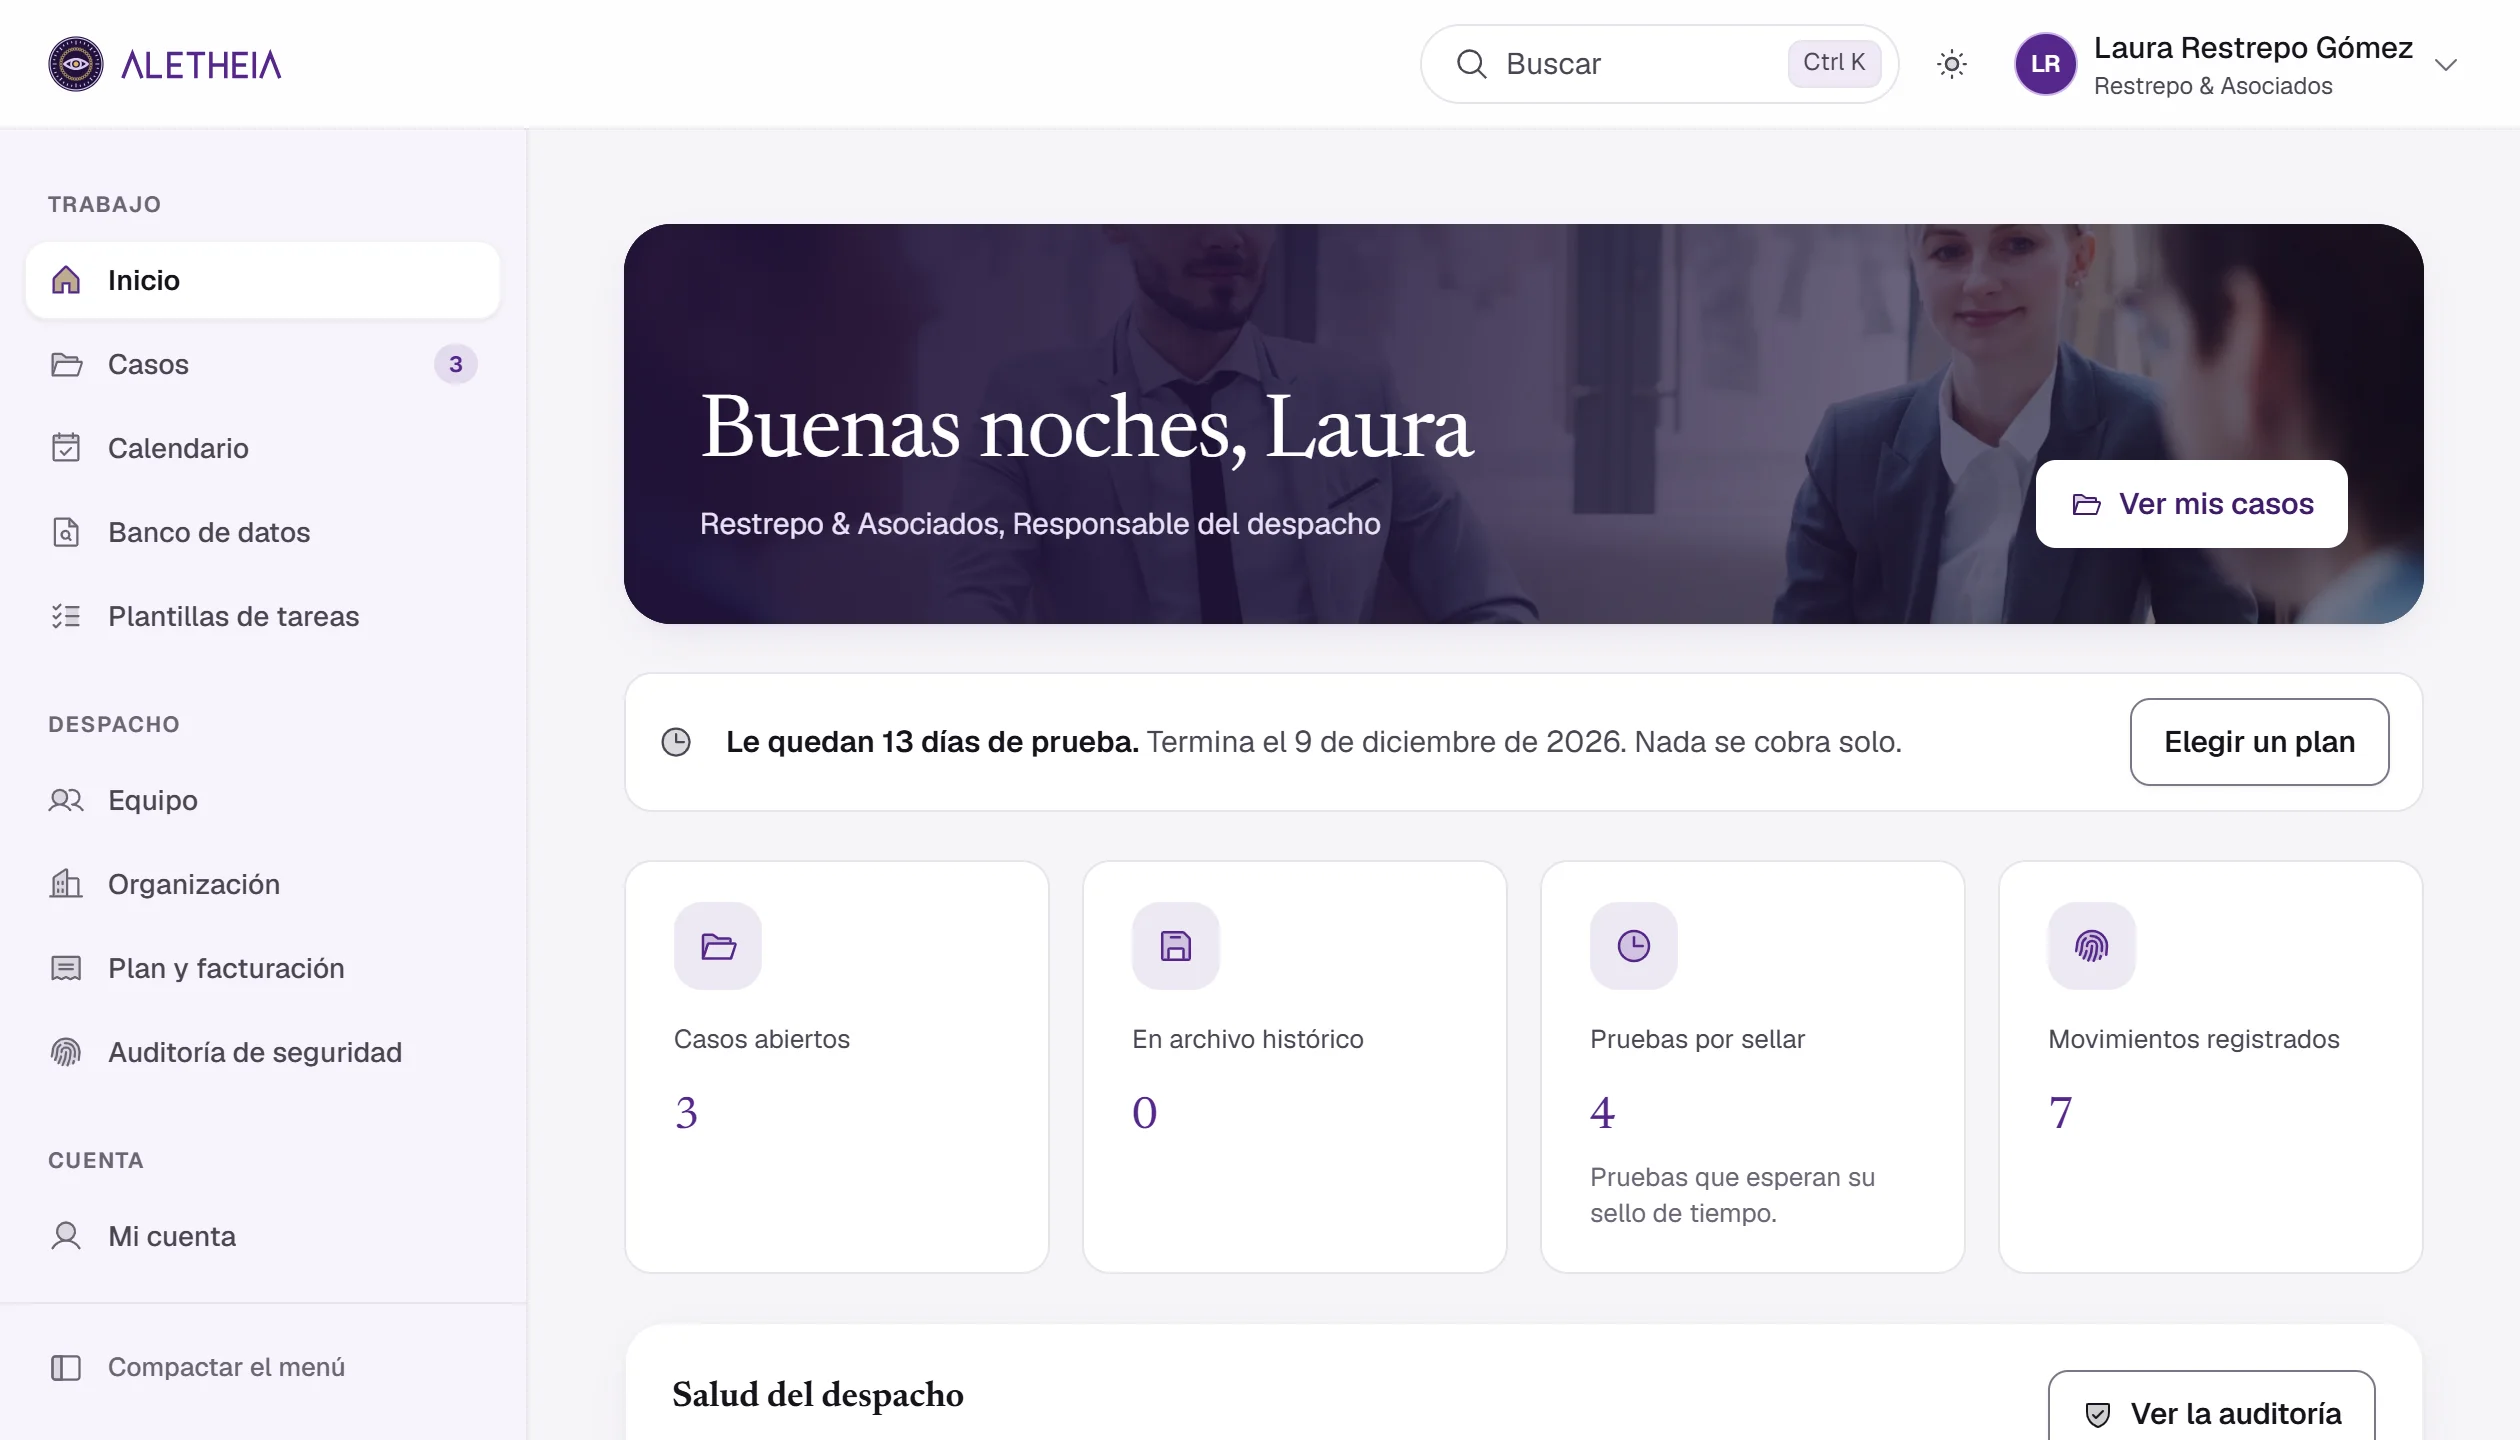 ALETHEIA
Buscar
Ctrl K
LR
Laura Restrepo Gómez
Restrepo & Asociados
TRABAJO
Inicio
Casos
3
Calendario
Banco de datos
Plantillas de tareas
DESPACHO
Equipo
Organización
Plan y facturación
Auditoría de seguridad
CUENTA
Mi cuenta
Compactar el menú
Buenas noches, Laura
Restrepo & Asociados, Responsable del despacho
Ver mis casos
Le quedan 13 días de prueba. Termina el 9 de diciembre de 2026. Nada se cobra solo.
Elegir un plan
Casos abiertos
3
En archivo histórico
0
Pruebas por sellar
4
Pruebas que esperan su
sello de tiempo.
Movimientos registrados
7
Salud del despacho
Ver la auditoría